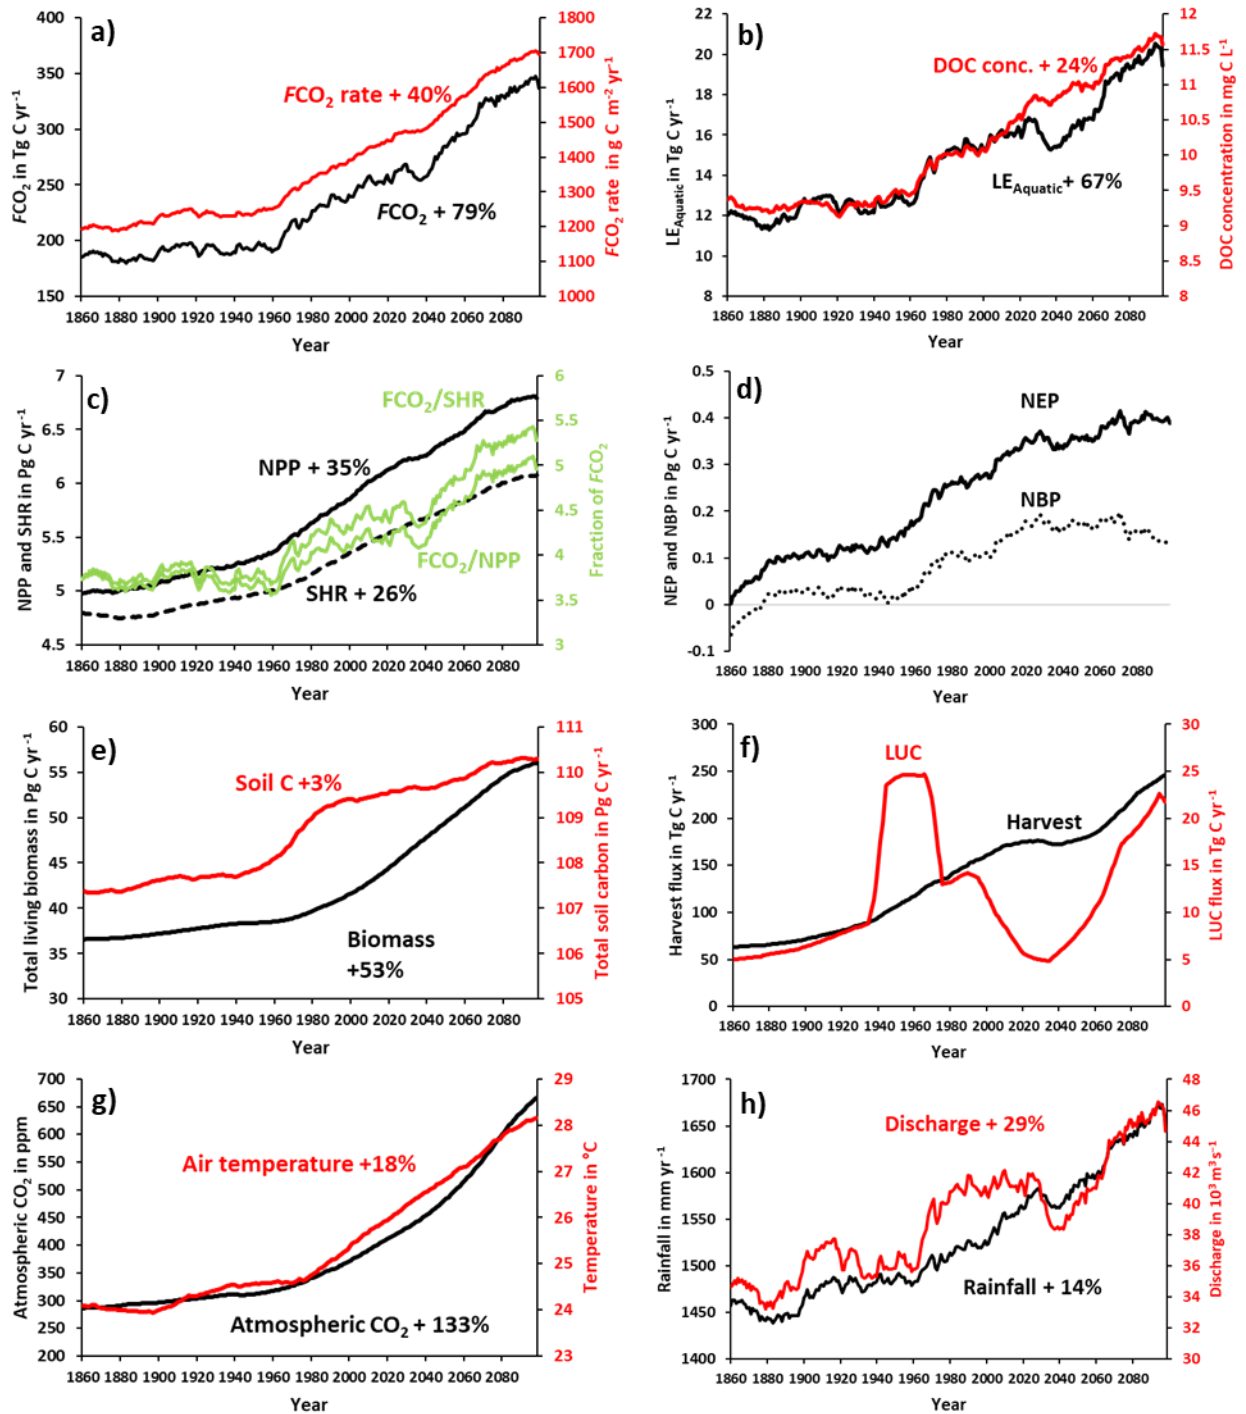 a)
400
350
300
250
200
150
FCO₂ in Tg C yr⁻¹
FCO₂ rate + 40%
FCO₂ + 79%
1800
1700
1600
1500
1400
1300
1200
1100
1000
FCO₂ rate in g C m⁻² yr⁻¹
1860 1880 1900 1920 1940 1960 1980 2000 2020 2040 2060 2080
Year
b)
22
20
18
16
14
12
10
8
LE_Aquatic in Tg C yr⁻¹
DOC conc. + 24%
LE_Aquatic + 67%
12
11.5
11
10.5
10
9.5
9
8.5
8
DOC concentration in mg C L⁻¹
1860 1880 1900 1920 1940 1960 1980 2000 2020 2040 2060 2080
Year
c)
7
6.5
6
5.5
5
4.5
NPP and SHR in Pg C yr⁻¹
FCO₂/SHR
NPP + 35%
FCO₂/NPP
SHR + 26%
6
5.5
5
4.5
4
3.5
3
Fraction of FCO₂
1860 1880 1900 1920 1940 1960 1980 2000 2020 2040 2060 2080
Year
d)
0.5
0.4
0.3
0.2
0.1
0
-0.1
NEP and NBP in Pg C yr⁻¹
NEP
NBP
1860 1880 1900 1920 1940 1960 1980 2000 2020 2040 2060 2080
Year
e)
60
55
50
45
40
35
30
Total living biomass in Pg C yr⁻¹
Soil C +3%
Biomass
+53%
111
110
109
108
107
106
105
Total soil carbon in Pg C yr⁻¹
1860 1880 1900 1920 1940 1960 1980 2000 2020 2040 2060 2080
Year
f)
300
250
200
150
100
50
0
Harvest flux in Tg C yr⁻¹
LUC
Harvest
30
25
20
15
10
5
0
LUC flux in Tg C yr⁻¹
1860 1880 1900 1920 1940 1960 1980 2000 2020 2040 2060 2080
Year
g)
700
650
600
550
500
450
400
350
300
250
200
Atmospheric CO₂ in ppm
Air temperature +18%
Atmospheric CO₂ + 133%
29
28
27
26
25
24
23
Temperature in °C
1860 1880 1900 1920 1940 1960 1980 2000 2020 2040 2060 2080
Year
h)
1700
1650
1600
1550
1500
1450
1400
Rainfall in mm yr⁻¹
Discharge + 29%
Rainfall + 14%
48
46
44
42
40
38
36
34
32
30
Discharge in 10³ m³ s⁻¹
1860 1880 1900 1920 1940 1960 1980 2000 2020 2040 2060 2080
Year